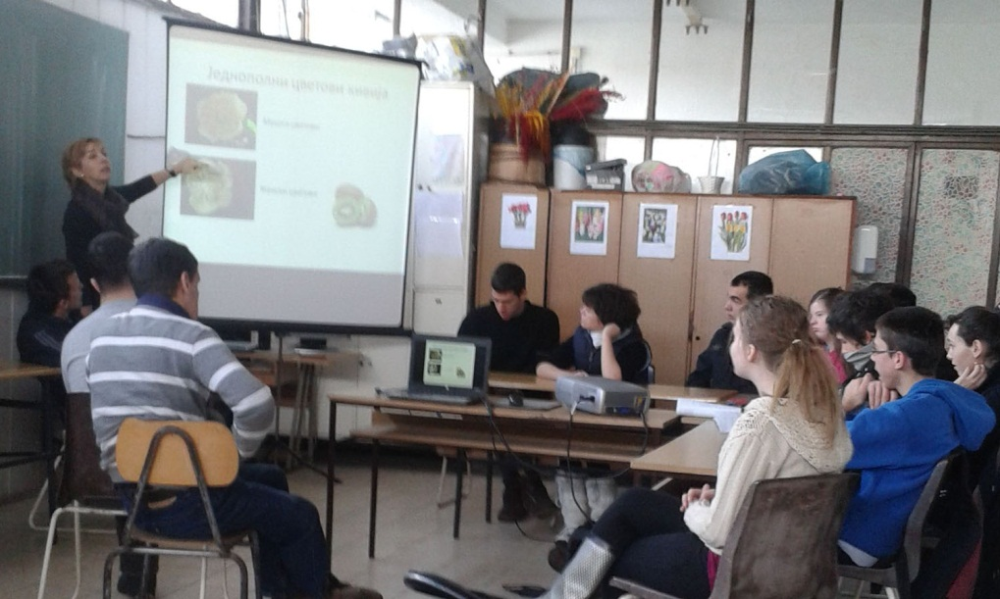 Једнополни цветови кивија
Мушки цветови
Женски цветови